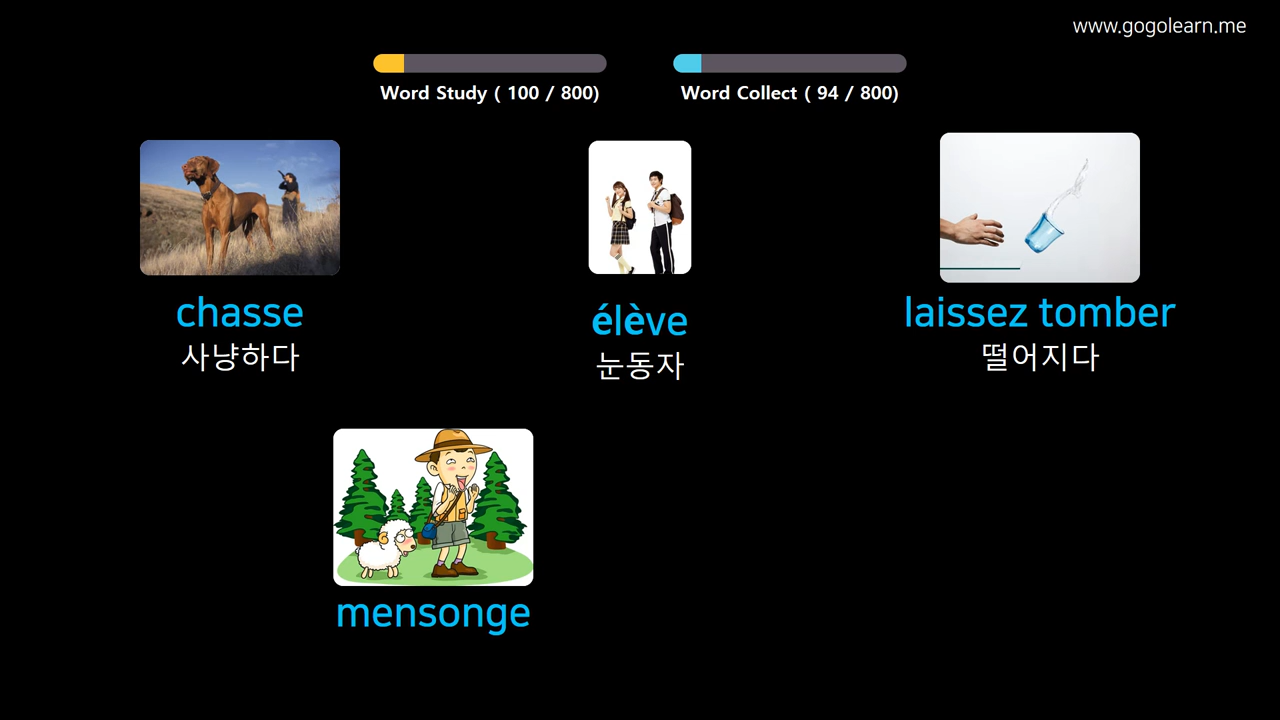 www.gogolearn.me
Word Study ( 100 / 800)
Word Collect ( 94 / 800)
chasse
사냥하다
élève
눈동자
laissez tomber
떨어지다
mensonge